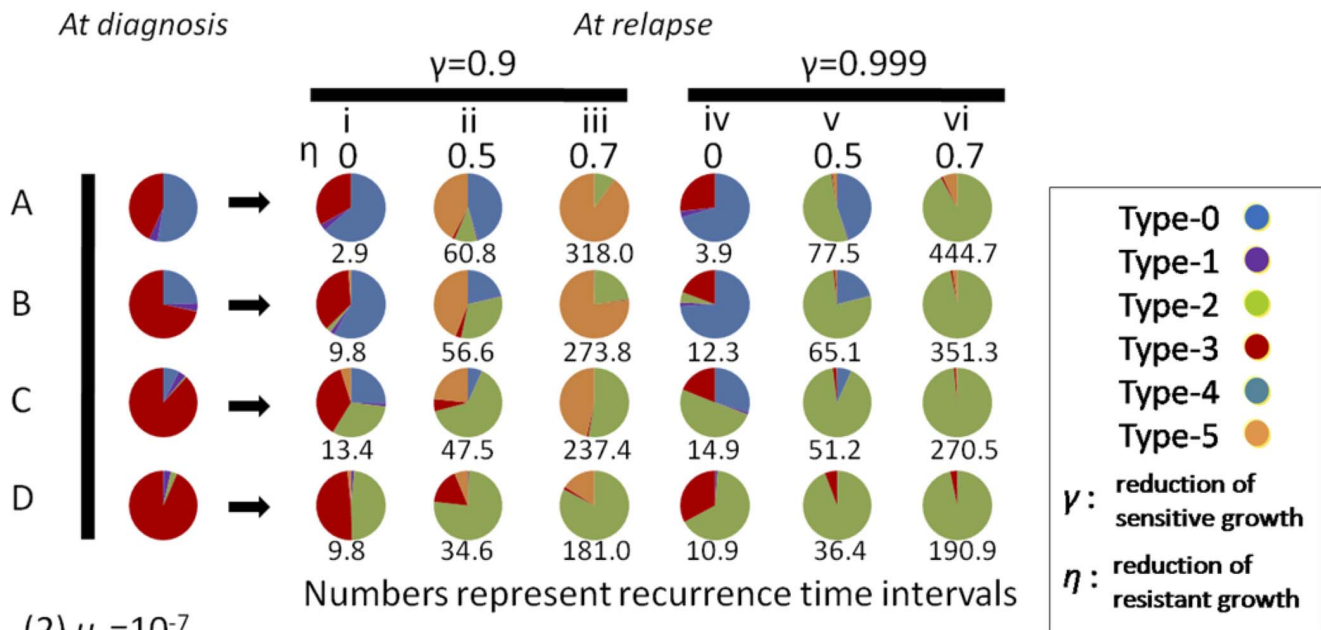 At diagnosis At relapse
γ=0.9 γ=0.999
i ii iii iv v vi
η 0 0.5 0.7 0 0.5 0.7
A
2.9 60.8 318.0 3.9 77.5 444.7
B
9.8 56.6 273.8 12.3 65.1 351.3
C
13.4 47.5 237.4 14.9 51.2 270.5
D
9.8 34.6 181.0 10.9 36.4 190.9
Numbers represent recurrence time intervals
Type-0
Type-1
Type-2
Type-3
Type-4
Type-5
γ : reduction of
sensitive growth
η : reduction of
resistant growth
(2) =10⁻⁷